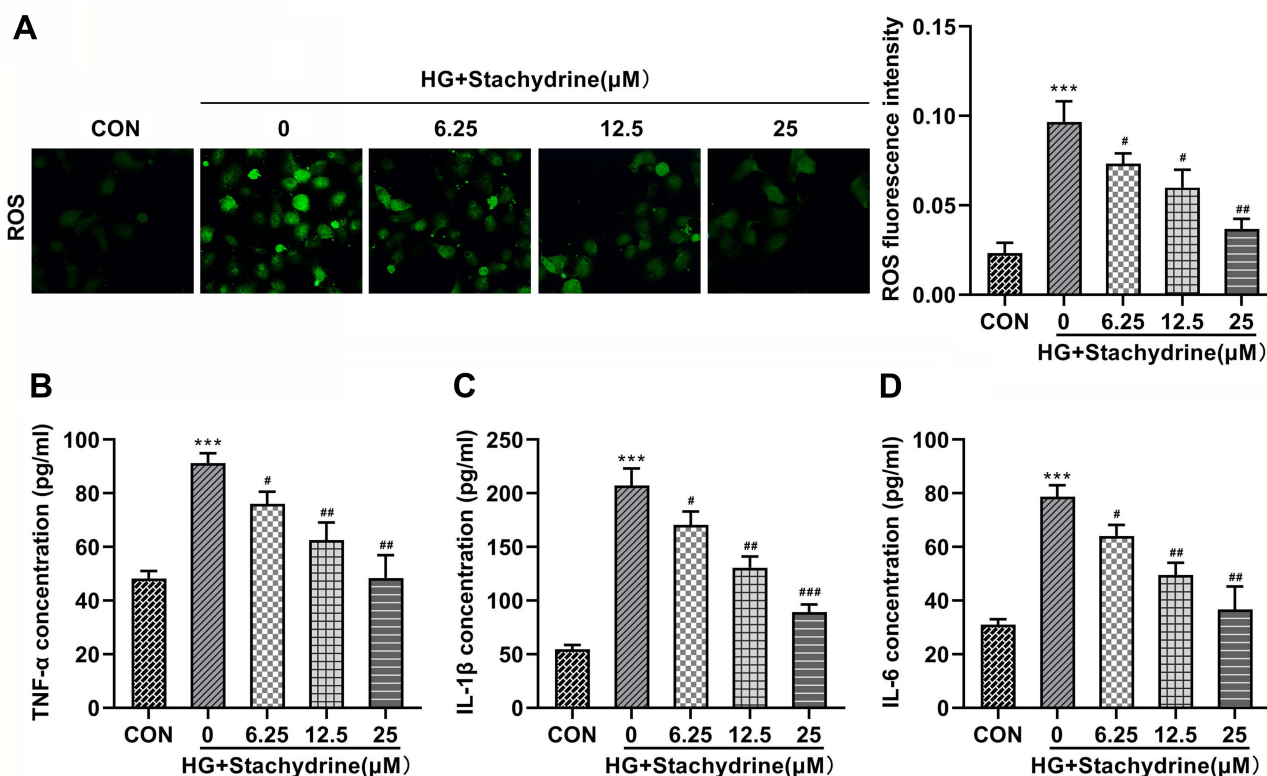 A
HG+Stachydrine(μM)
CON 0 6.25 12.5 25
ROS
ROS fluorescence intensity
0.15
0.10
0.05
0.00
***
#
#
##
CON 0 6.25 12.5 25
HG+Stachydrine(μM)
B
TNF-α concentration (pg/ml)
100
80
60
40
20
0
***
#
##
##
CON 0 6.25 12.5 25
HG+Stachydrine(μM)
C
IL-1β concentration (pg/ml)
250
200
150
100
50
0
***
#
##
###
CON 0 6.25 12.5 25
HG+Stachydrine(μM)
D
IL-6 concentration (pg/ml)
100
80
60
40
20
0
***
#
##
##
CON 0 6.25 12.5 25
HG+Stachydrine(μM)